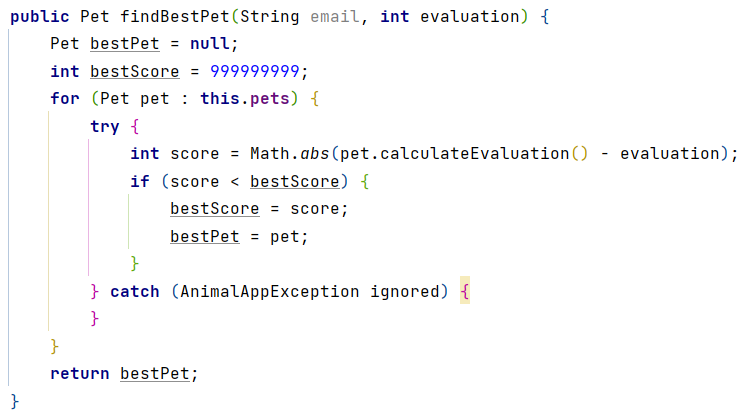 public Pet findBestPet(String email, int evaluation) {
    Pet bestPet = null;
    int bestScore = 999999999;
    for (Pet pet : this.pets) {
        try {
            int score = Math.abs(pet.calculateEvaluation() - evaluation);
            if (score < bestScore) {
                bestScore = score;
                bestPet = pet;
            }
        } catch (AnimalAppException ignored) {
        }
    }
    return bestPet;
}